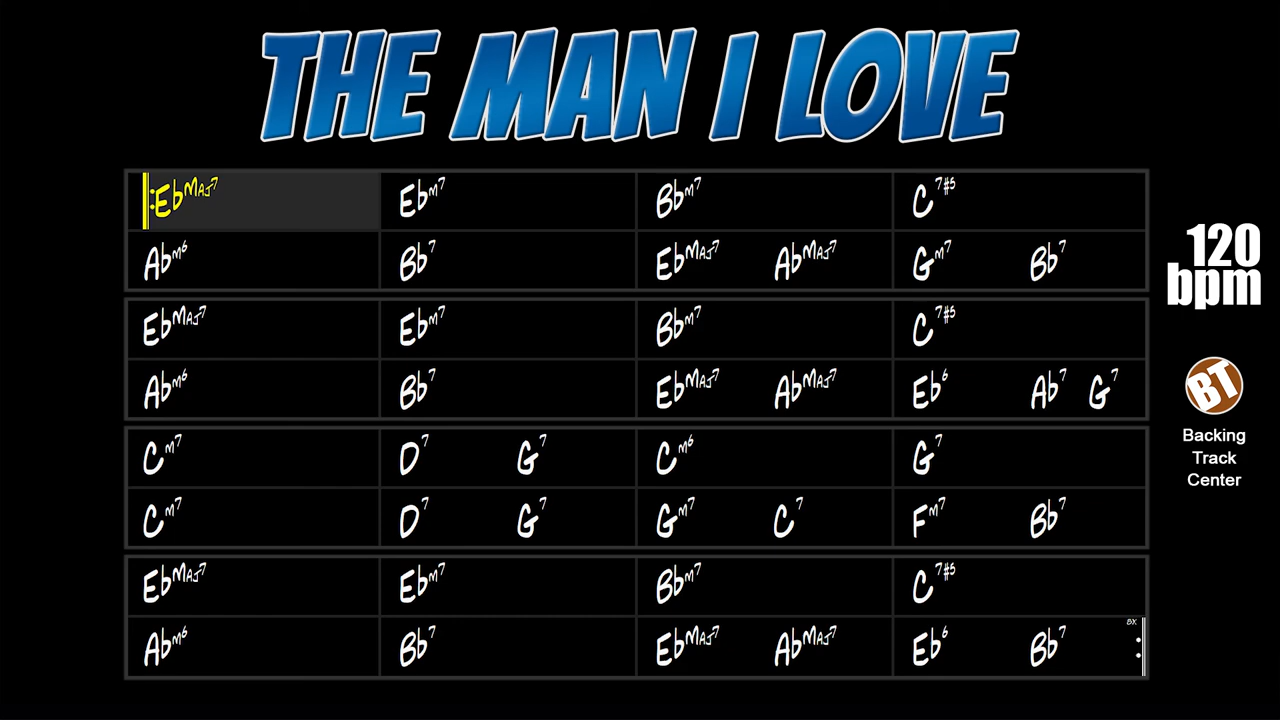 THE MAN I LOVE
EbMAJ7 Ebm7 Bbm7 C7#5
Abm6 Bb7 EbMAJ7 AbMAJ7 Gm7 Bb7
120
bpm
EbMAJ7 Ebm7 Bbm7 C7#5
Abm6 Bb7 EbMAJ7 AbMAJ7 Eb6 Ab7 G7
BT
Backing
Track
Center
Cm7 D7 G7 Cm6 G7
Cm7 D7 G7 Gm7 C7 Fm7 Bb7
EbMAJ7 Ebm7 Bbm7 C7#5
Abm6 Bb7 EbMAJ7 AbMAJ7 Eb6 Bb7